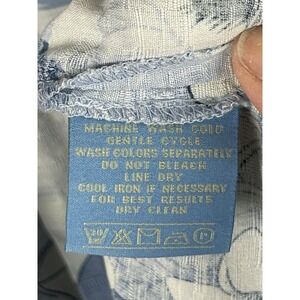 MACHINE WASH COLD
GENTLE CYCLE
WASH COLORS SEPARATELY
DO NOT BLEACH
LINE DRY
COOL IRON IF NECESSARY
FOR BEST RESULTS
DRY CLEAN
30